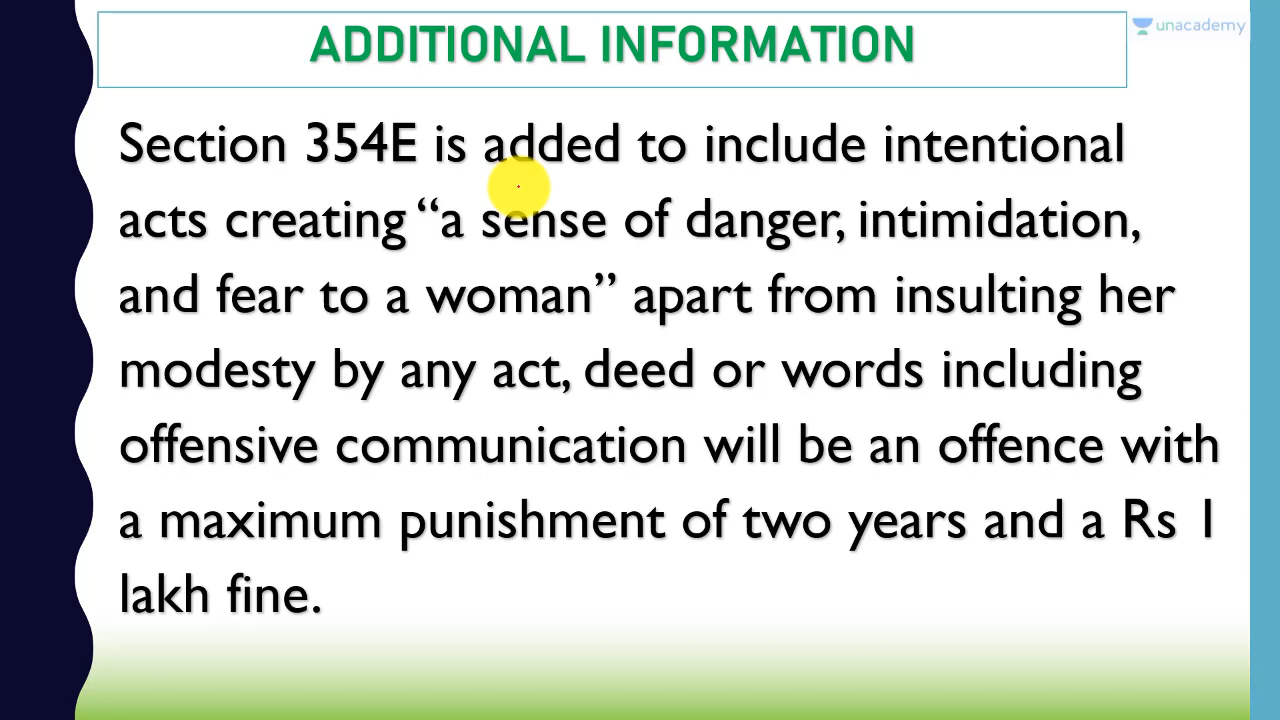 ADDITIONAL INFORMATION
unacademy
Section 354E is added to include intentional
acts creating “a sense of danger, intimidation,
and fear to a woman” apart from insulting her
modesty by any act, deed or words including
offensive communication will be an offence with
a maximum punishment of two years and a Rs 1
lakh fine.